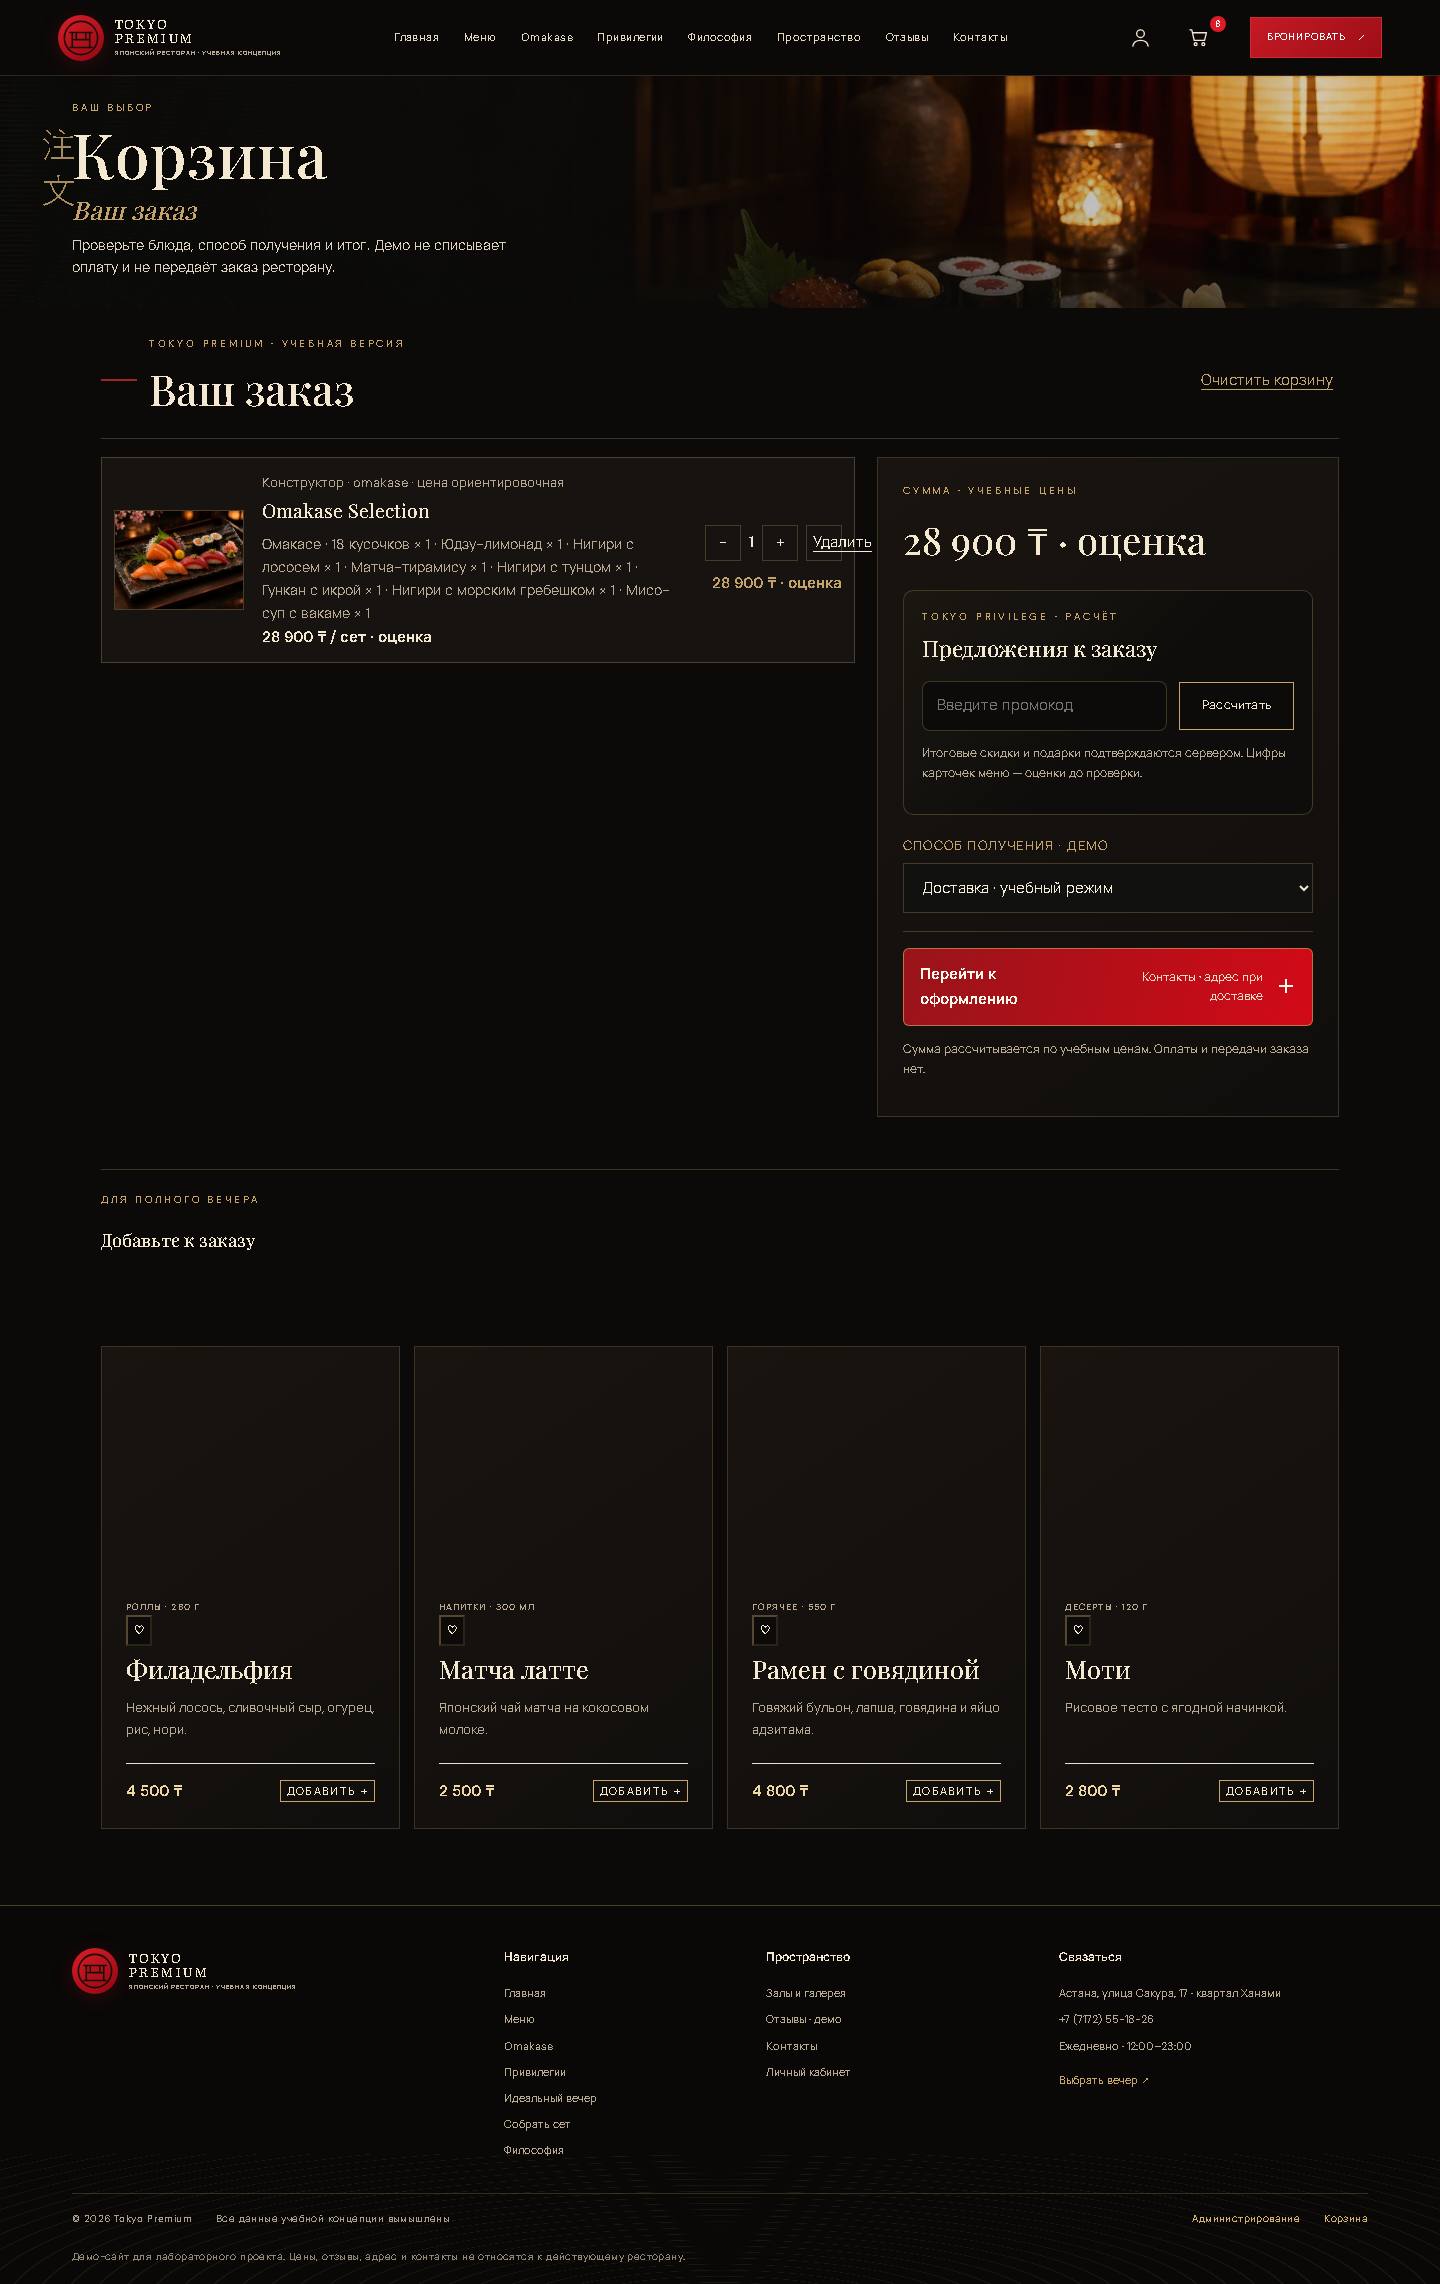 TOKYO
PREMIUM
ЯПОНСКИЙ РЕСТОРАН · УЧЕБНАЯ КОНЦЕПЦИЯ
Главная
Меню
Omakase
Привилегии
Философия
Пространство
Отзывы
Контакты
БРОНИРОВАТЬ ↗
ВАШ ВЫБОР
注文
Корзина
Ваш заказ
Проверьте блюда, способ получения и итог. Демо не списывает
оплату и не передаёт заказ ресторану.
TOKYO PREMIUM · УЧЕБНАЯ ВЕРСИЯ
Ваш заказ
Очистить корзину
Конструктор · omakase · цена ориентировочная
Omakase Selection
Омакасе · 18 кусочков × 1 · Юдзу-лимонад × 1 · Нигири с
лососем × 1 · Матча-тирамису × 1 · Нигири с тунцом × 1 ·
Гункан с икрой × 1 · Нигири с морским гребешком × 1 · Мисо-
суп с вакаме × 1
28 900 ₸ / сет · оценка
− 1 + Удалить
28 900 ₸ · оценка
СУММА · УЧЕБНЫЕ ЦЕНЫ
28 900 ₸ · оценка
TOKYO PRIVILEGE · РАСЧЁТ
Предложения к заказу
Введите промокод
Рассчитать
Итоговые скидки и подарки подтверждаются сервером. Цифры
карточек меню — оценки до проверки.
СПОСОБ ПОЛУЧЕНИЯ · ДЕМО
Доставка · учебный режим
Перейти к
оформлению
Контакты · адрес при
доставке
+
Сумма рассчитывается по учебным ценам. Оплаты и передачи заказа
нет.
ДЛЯ ПОЛНОГО ВЕЧЕРА
Добавьте к заказу
РОЛЛЫ · 280 Г
♡
Филадельфия
Нежный лосось, сливочный сыр, огурец,
рис, нори.
4 500 ₸
ДОБАВИТЬ +
НАПИТКИ · 300 МЛ
♡
Матча латте
Японский чай матча на кокосовом
молоке.
2 500 ₸
ДОБАВИТЬ +
ГОРЯЧЕЕ · 550 Г
♡
Рамен с говядиной
Говяжий бульон, лапша, говядина и яйцо
адзитама.
4 800 ₸
ДОБАВИТЬ +
ДЕСЕРТЫ · 120 Г
♡
Моти
Рисовое тесто с ягодной начинкой.
2 800 ₸
ДОБАВИТЬ +
TOKYO
PREMIUM
ЯПОНСКИЙ РЕСТОРАН · УЧЕБНАЯ КОНЦЕПЦИЯ
Навигация
Главная
Меню
Omakase
Привилегии
Идеальный вечер
Собрать сет
Философия
Пространство
Залы и галерея
Отзывы · демо
Контакты
Личный кабинет
Связаться
Астана, улица Сакура, 17 · квартал Ханами
+7 (7172) 55-18-26
Ежедневно · 12:00–23:00
Выбрать вечер ↗
© 2026 Tokyo Premium
Все данные учебной концепции вымышлены
Администрирование
Корзина
Демо-сайт для лабораторного проекта. Цены, отзывы, адрес и контакты не относятся к действующему ресторану.